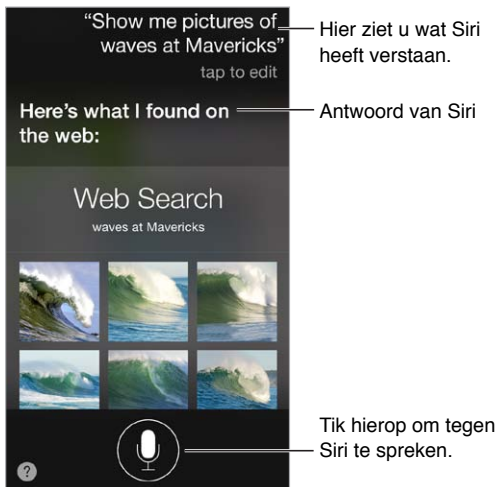 “Show me pictures of
waves at Mavericks”
tap to edit
Hier ziet u wat Siri
heeft verstaan.
Here’s what I found on
the web:
Antwoord van Siri
Web Search
waves at Mavericks
Tik hierop om tegen
Siri te spreken.
?